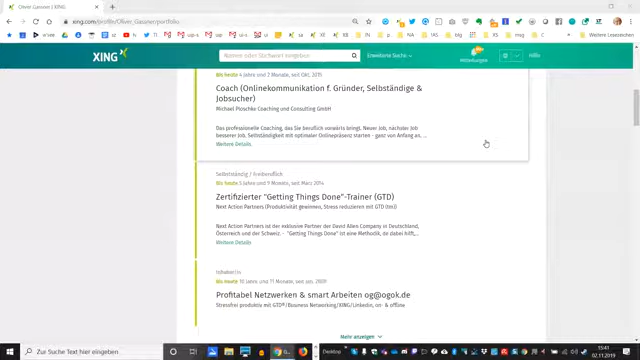 Oliver Gassner | XING
xing.com/profile/Oliver_Gassner/portfolio
XING
Nomen oder Stichwort eingeben
Erweiterte Suche
Mitteilungen
Hilfe
Bis heute 4 Jahre und 2 Monate, seit Okt. 2015
Coach (Onlinekommunikation f. Gründer, Selbständige &
Jobsucher)
Michael Ploschke Coaching und Consulting GmbH
Das professionelle Coaching, das Sie beruflich vorwärts bringt. Neuer Job, nächster Job
besserer Job, Selbständigkeit mit optimaler Onlinepräsenz starten - ganz von Anfang an. ...
Weitere Details
Selbstständig / Freiberuflich
Bis heute 5 Jahre und 9 Monate, seit März 2014
Zertifizierter "Getting Things Done"-Trainer (GTD)
Next Action Partners (Produktivität gewinnen, Stress reduzieren mit GTD (tm))
Next Action Partners ist der exklusive Partner der David Allen Company in Deutschland,
Österreich und der Schweiz. - "Getting Things Done" ist eine Methodik, die dabei hilft,...
Weitere Details
Inhaber/in
Bis heute 10 Jahre und 11 Monate, seit Jan. 2009
Profitabel Netzwerken & smart Arbeiten og@ogok.de
Stressfrei produktiv mit GTD®/Business Networking/XING/LinkedIn, on- & offline
Mehr anzeigen
Zur Suche Text hier eingeben
Desktop
15:41
02.11.2019